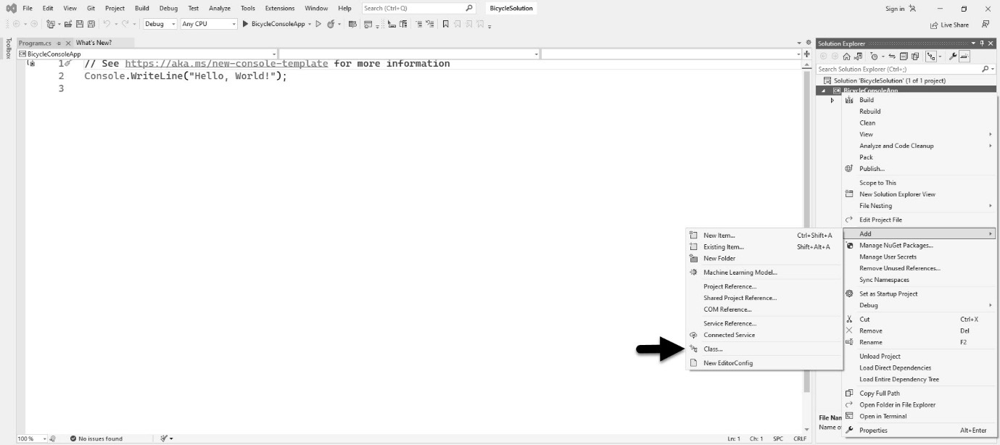 File Edit View Git Project Build Debug Test Analyze Tools Extensions Window Help Search (Ctrl+Q) BicycleSolution Sign in
Debug Any CPU BicycleConsoleApp Live Share
Toolbox
Program.cs What's New?
BicycleConsoleApp
1 // See https://aka.ms/new-console-template for more information
2 Console.WriteLine("Hello, World!");
3
Solution Explorer
Search Solution Explorer (Ctrl+;)
Solution 'BicycleSolution' (1 of 1 project)
BicycleConsoleApp
Build
Rebuild
Clean
View
Analyze and Code Cleanup
Pack
Publish...
Scope to This
New Solution Explorer View
File Nesting
Edit Project File
Add
Manage NuGet Packages...
Manage User Secrets
Remove Unused References...
Sync Namespaces
Set as Startup Project
Debug
Cut Ctrl+X
Remove Del
Rename F2
Unload Project
Load Direct Dependencies
Load Entire Dependency Tree
Copy Full Path
Open Folder in File Explorer
Open in Terminal
Properties Alt+Enter
New Item... Ctrl+Shift+A
Existing Item... Shift+Alt+A
New Folder
Machine Learning Model...
Project Reference...
Shared Project Reference...
COM Reference...
Service Reference...
Connected Service
Class...
New EditorConfig
File Nam
Name o
100 % No issues found Ln: 1 Ch: 1 SPC CRLF